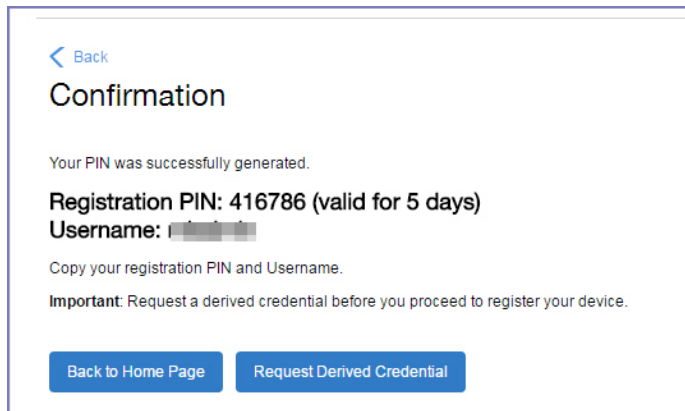 Back
Confirmation
Your PIN was successfully generated.
Registration PIN: 416786 (valid for 5 days)
Username:
Copy your registration PIN and Username.
Important: Request a derived credential before you proceed to register your device.
Back to Home Page
Request Derived Credential